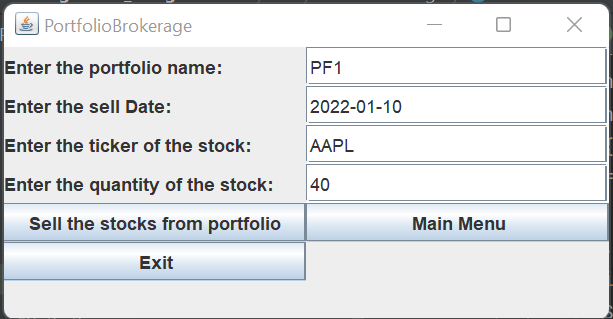 PortfolioBrokerage
Enter the portfolio name: PF1
Enter the sell Date: 2022-01-10
Enter the ticker of the stock: AAPL
Enter the quantity of the stock: 40
Sell the stocks from portfolio Main Menu
Exit